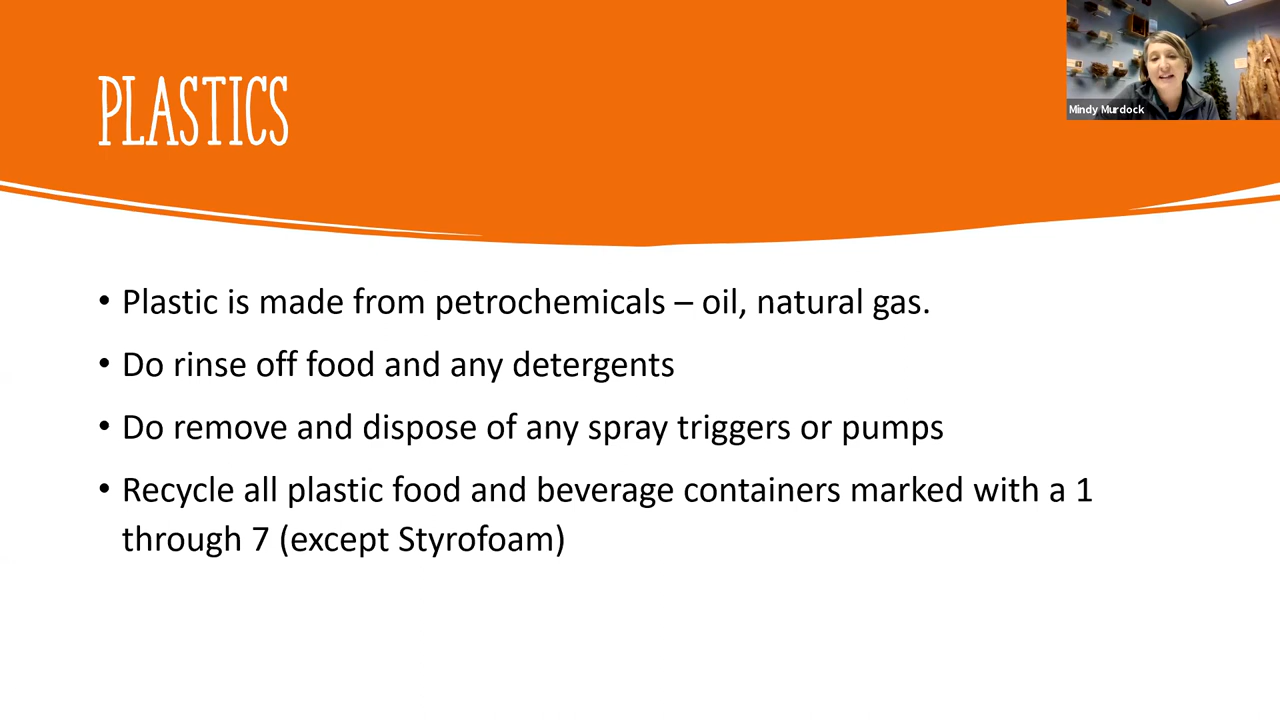 PLASTICS
Mindy Murdock
• Plastic is made from petrochemicals – oil, natural gas.
• Do rinse off food and any detergents
• Do remove and dispose of any spray triggers or pumps
• Recycle all plastic food and beverage containers marked with a 1
through 7 (except Styrofoam)